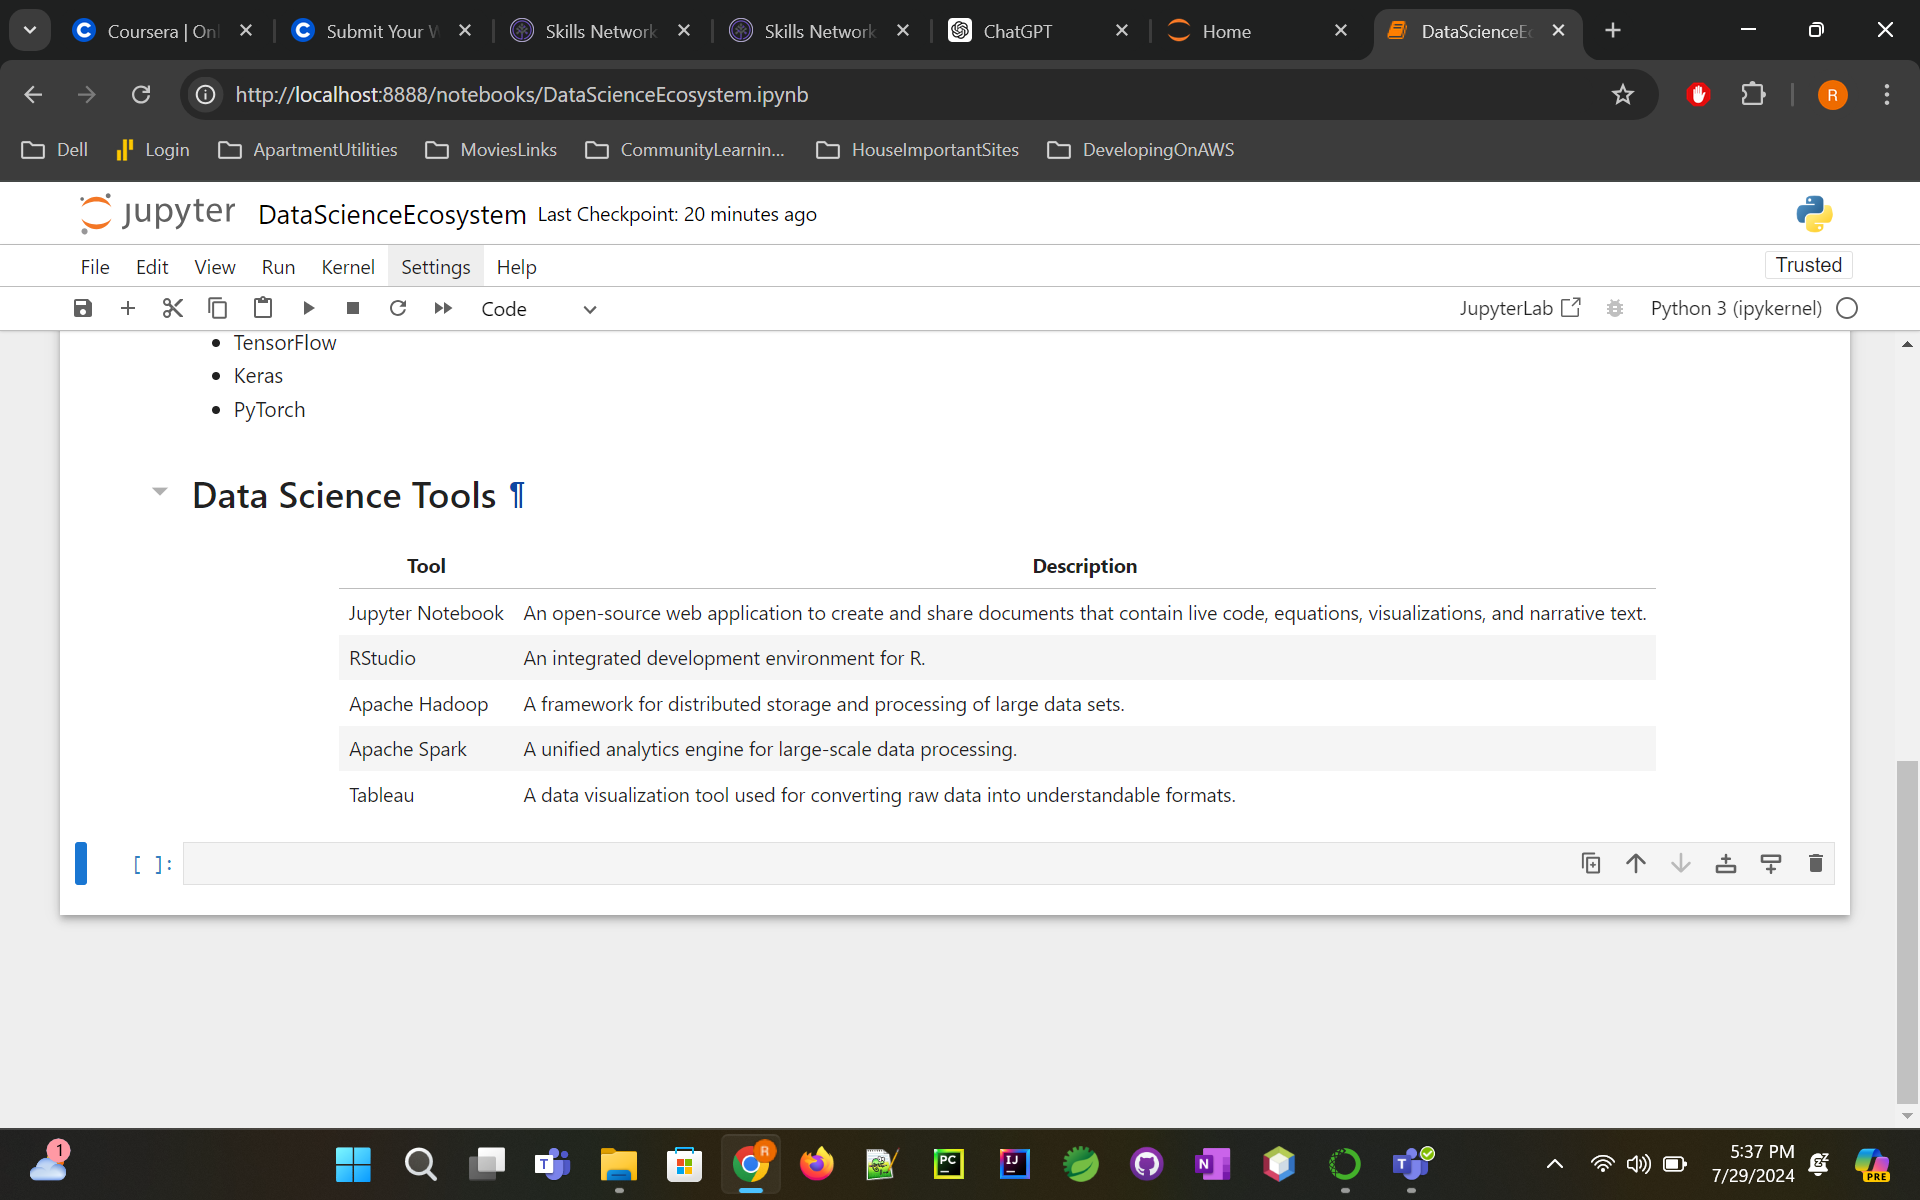 Coursera | Onl
Submit Your W
Skills Network
Skills Network
ChatGPT
Home
DataScienceEc
http://localhost:8888/notebooks/DataScienceEcosystem.ipynb
R
Dell
Login
ApartmentUtilities
MoviesLinks
CommunityLearnin...
HouseImportantSites
DevelopingOnAWS
jupyter DataScienceEcosystem Last Checkpoint: 20 minutes ago
File Edit View Run Kernel Settings Help
Trusted
Code
JupyterLab
Python 3 (ipykernel)
• TensorFlow
• Keras
• PyTorch
Data Science Tools ¶
Tool Description
Jupyter Notebook An open-source web application to create and share documents that contain live code, equations, visualizations, and narrative text.
RStudio An integrated development environment for R.
Apache Hadoop A framework for distributed storage and processing of large data sets.
Apache Spark A unified analytics engine for large-scale data processing.
Tableau A data visualization tool used for converting raw data into understandable formats.
[ ]:
1
T
R
PC
IJ
N
T
5:37 PM
7/29/2024
PRE